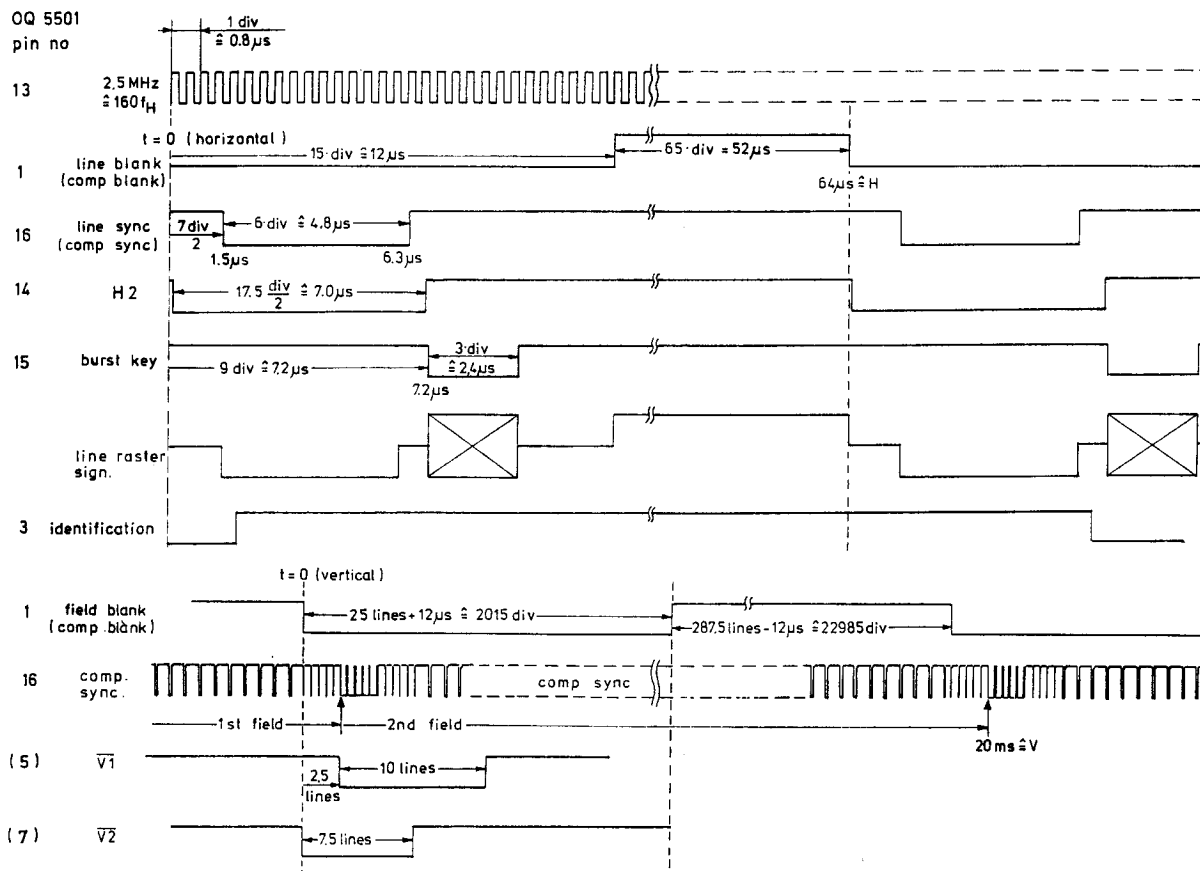 OQ 5501
pin no
1 div
≙ 0.8µs
13
2,5 MHz
≙ 160 fH
t = 0 (horizontal)
15·div ≙ 12µs
65·div = 52µs
1
line blank
(comp blank)
64µs ≙ H
16
line sync
(comp sync)
7 div
2
6·div ≙ 4.8µs
1.5µs
6.3µs
14
H2
17.5 div/2 ≙ 7.0µs
15
burst key
9 div ≙ 7.2µs
3·div
≙ 2,4µs
7.2µs
line raster
sign.
3
identification
t = 0 (vertical)
1
field blank
(comp.blank)
25 lines + 12µs ≙ 2015 div
287.5 lines - 12µs ≙ 22985 div
16
comp.
sync.
comp sync
1st field
2nd field
20 ms ≙ V
(5)
V1
10 lines
2,5
lines
(7)
V2
7.5 lines